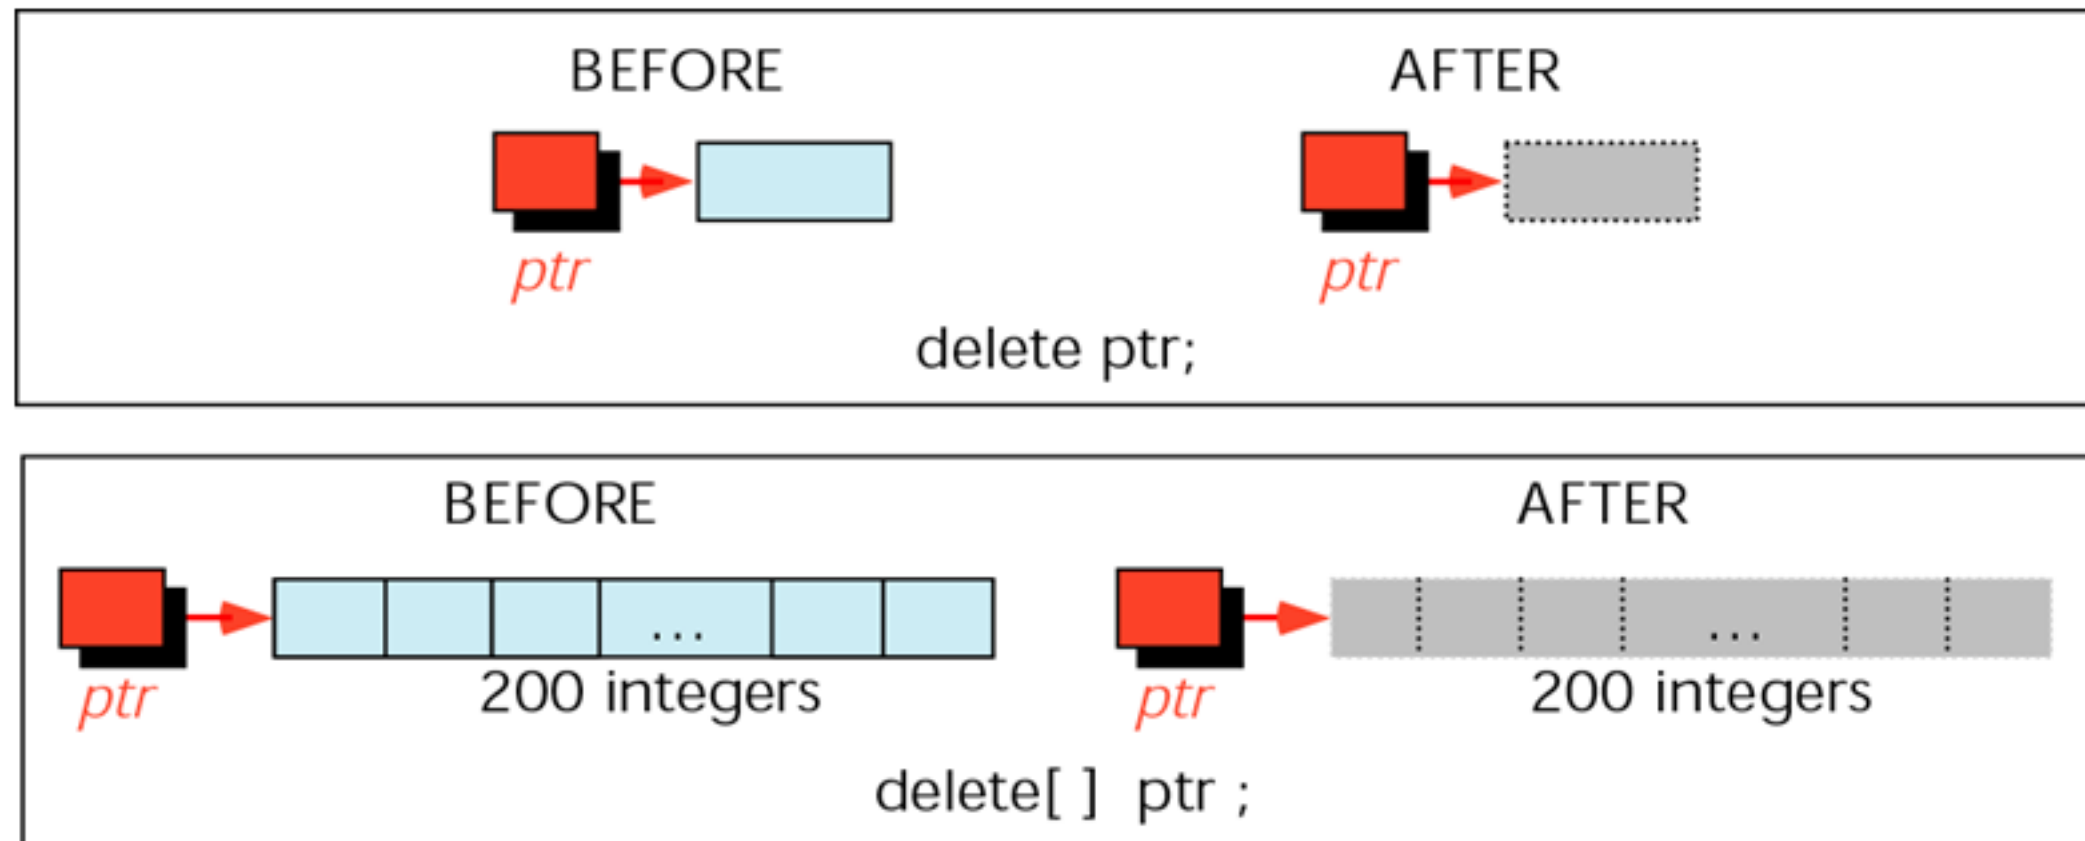 BEFORE AFTER
ptr ptr
delete ptr;
BEFORE AFTER
...
...
200 integers 200 integers
ptr ptr
delete[ ] ptr ;